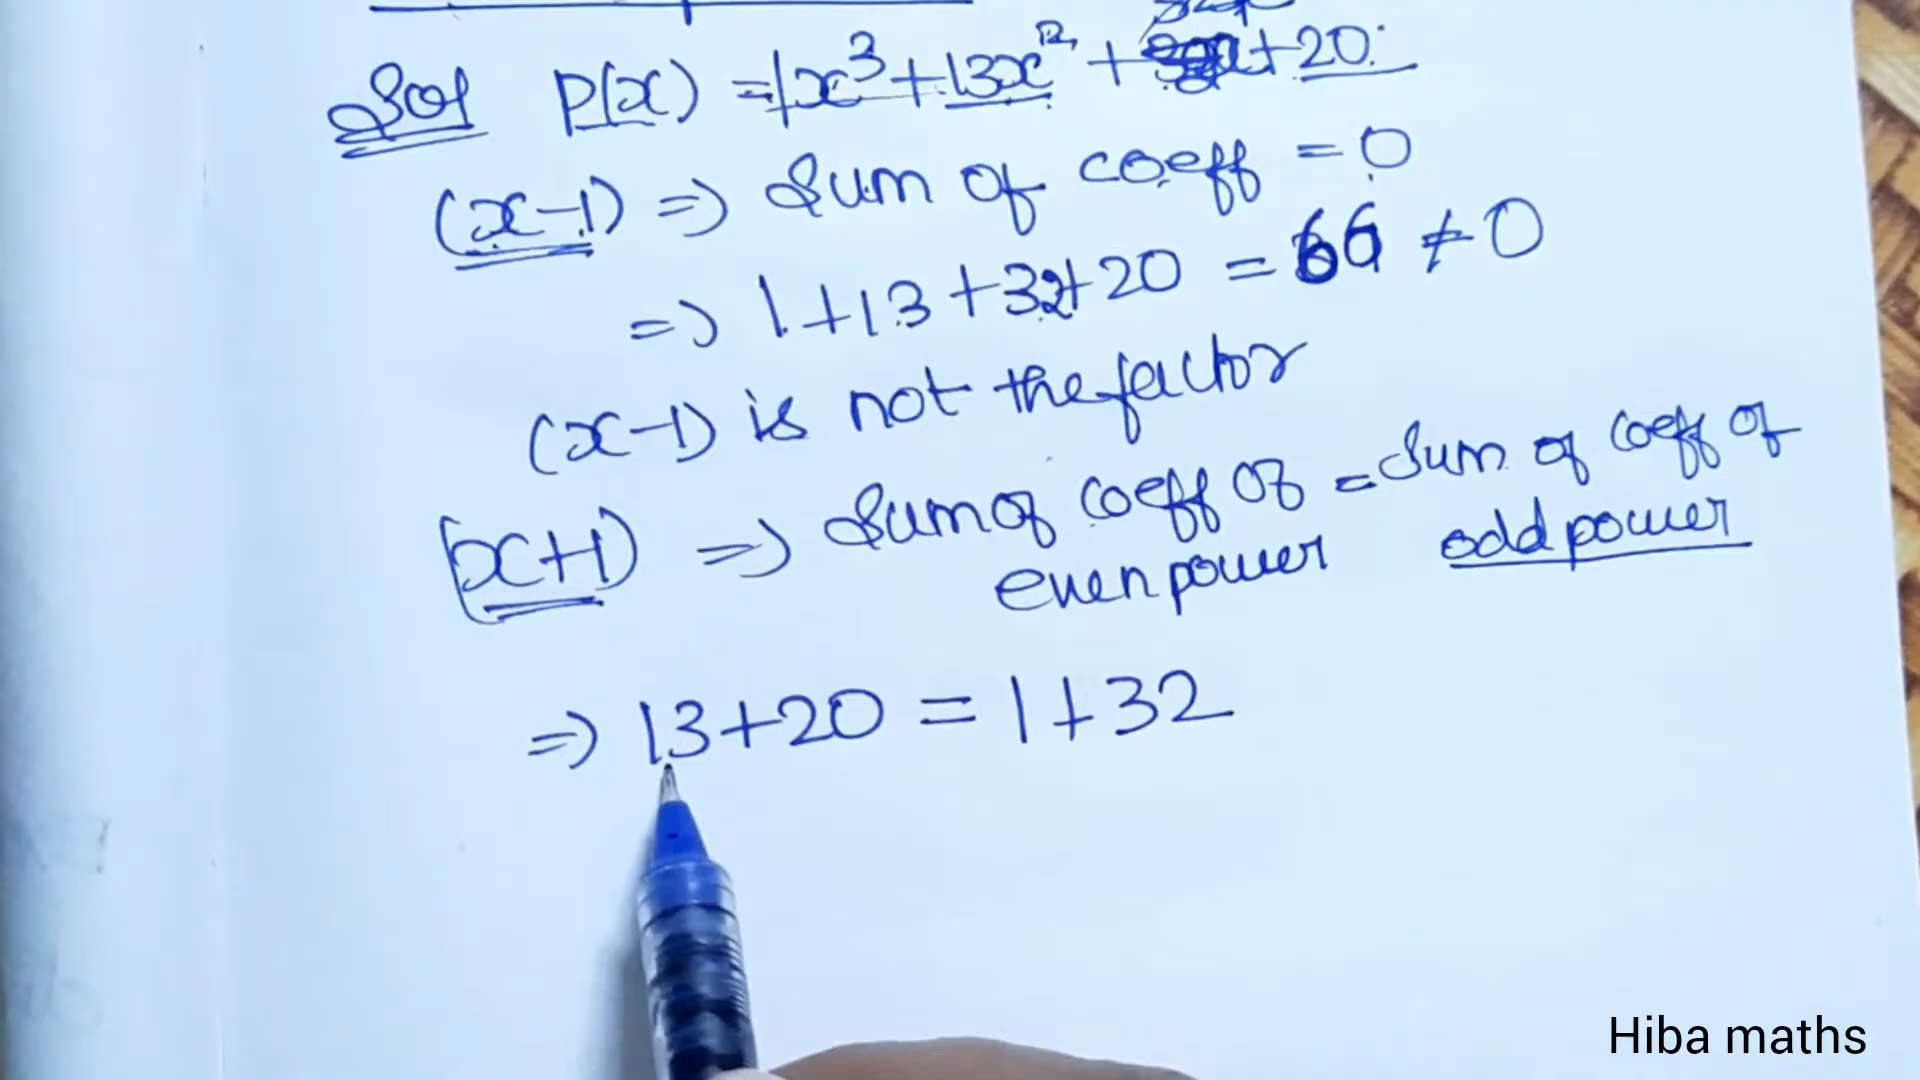 Sol P(x) = 1x³ + 13x² + + 20
(x-1) => Sum of coeff = 0
=> 1 + 13 + 32 + 20 = 66 ≠ 0
(x-1) is not the factor
(x+1) => Sum of coeff of even power = Sum of coeff of odd power
=> 13 + 20 = 1 + 32
Hiba maths